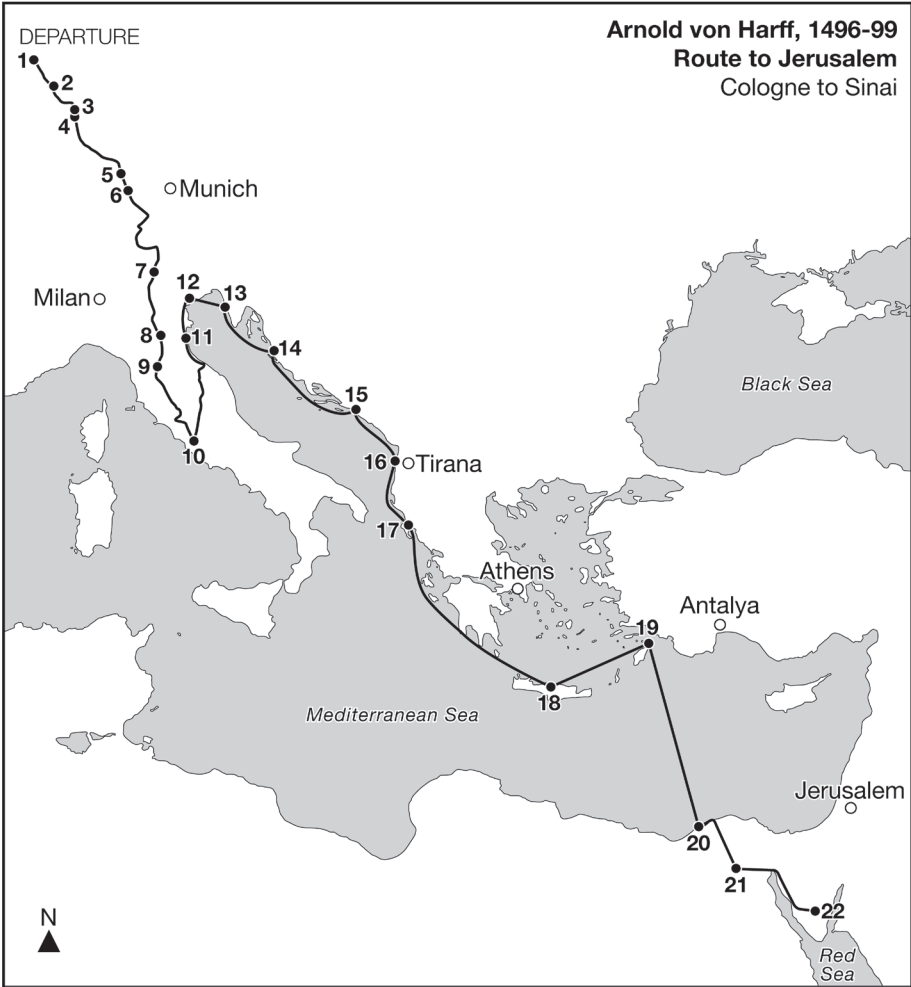 Arnold von Harff, 1496-99
Route to Jerusalem
Cologne to Sinai
DEPARTURE
1
2
3
4
5
6
Munich
7
Milan
12
13
8
11
14
9
Black Sea
15
10
16
Tirana
17
Athens
Antalya
19
18
Mediterranean Sea
Jerusalem
20
21
22
N
Red
Sea